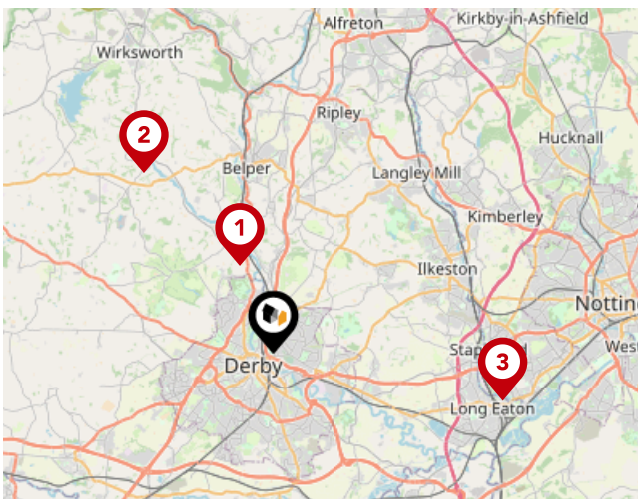 Alfreton
Kirkby-in-Ashfield
Wirksworth
Ripley
2
Hucknall
Belper
Langley Mill
1
Kimberley
Ilkeston
Notting
Stap
d
West
Derby
3
Long Eaton